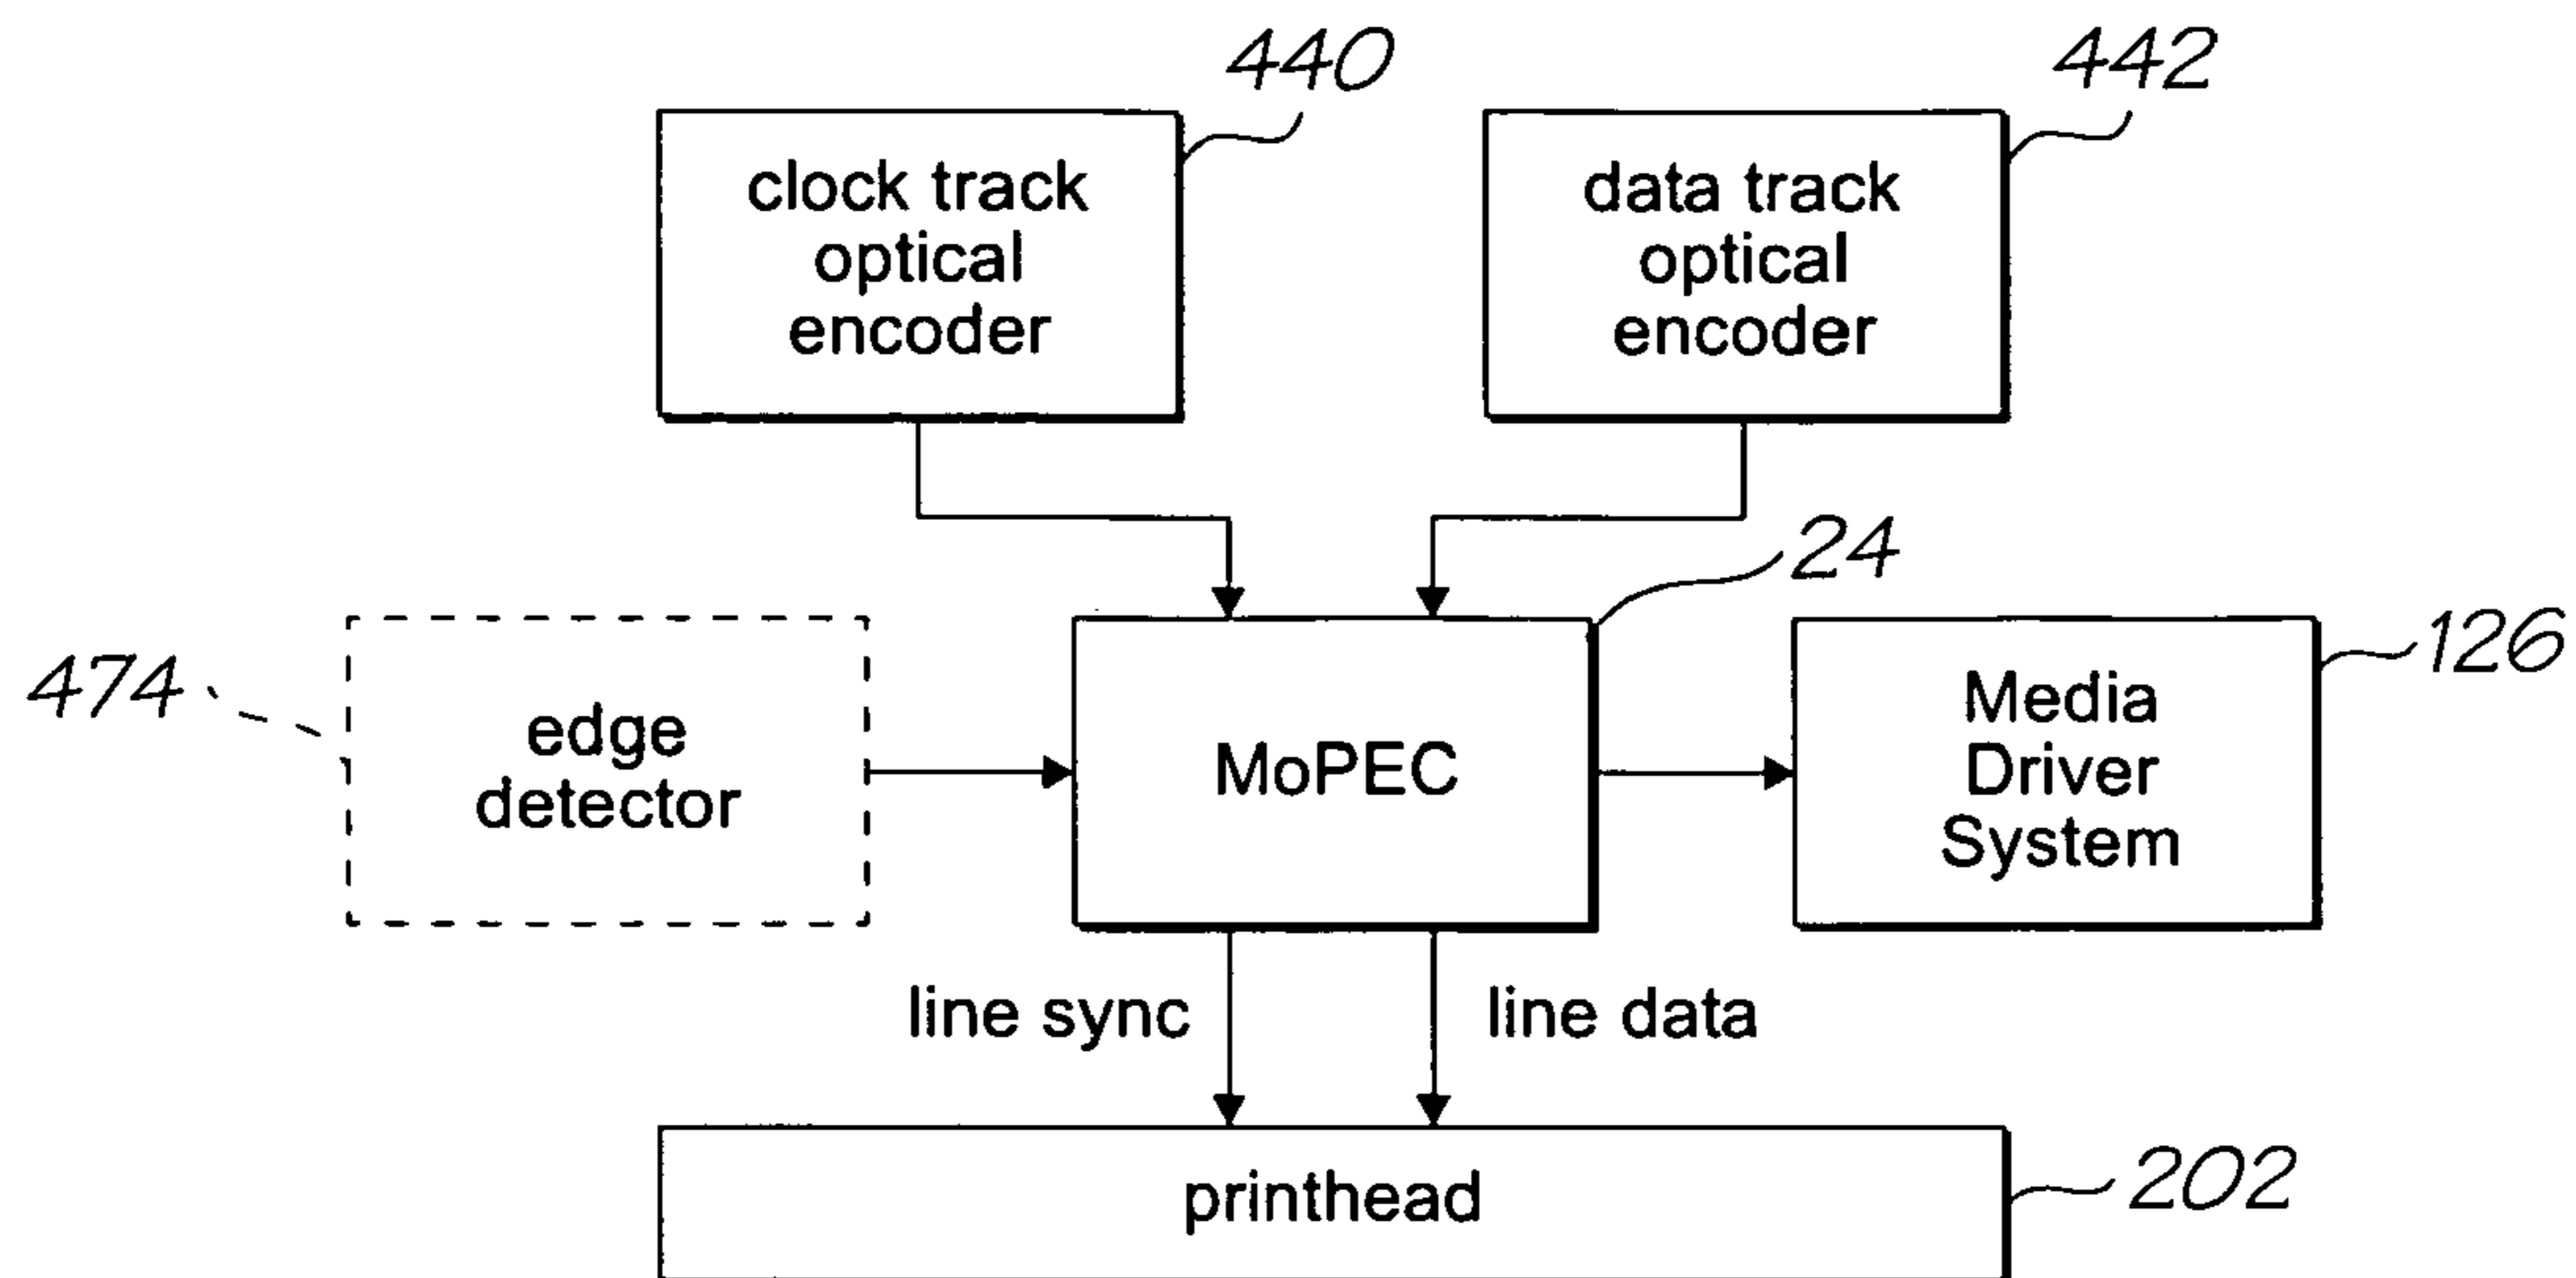 440
442
clock track
optical
encoder
data track
optical
encoder
24
474
126
edge
detector
MoPEC
Media
Driver
System
line sync
line data
printhead
202